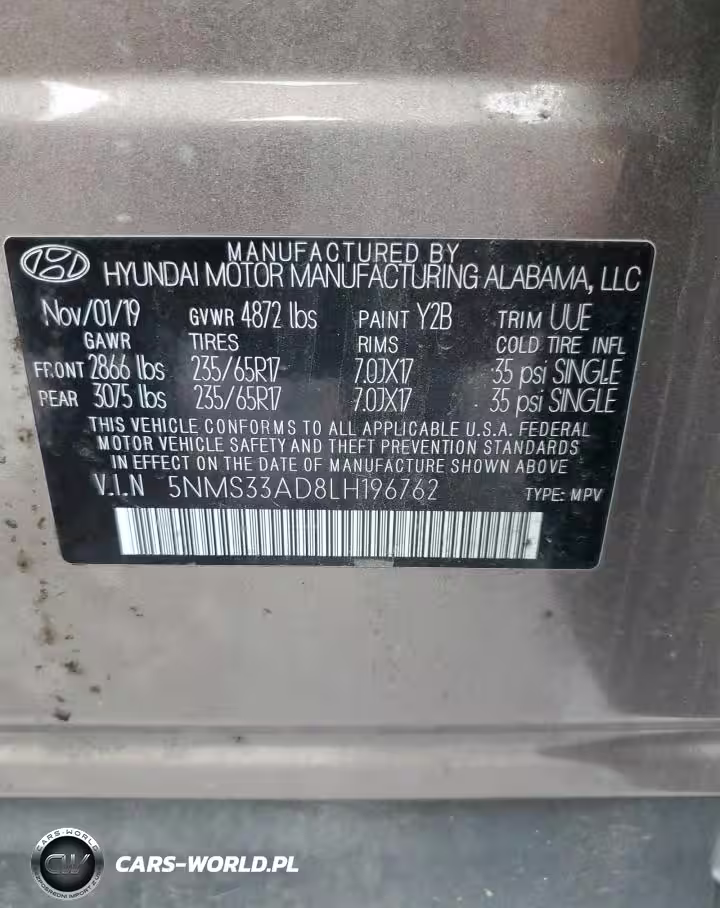 MANUFACTURED BY
HYUNDAI MOTOR MANUFACTURING ALABAMA, LLC
Nov/01/19 GVWR 4872 lbs PAINT Y2B TRIM UUE
GAWR TIRES RIMS COLD TIRE INFL
FRONT 2866 lbs 235/65R17 7.0JX17 35 psi SINGLE
REAR 3075 lbs 235/65R17 7.0JX17 35 psi SINGLE
THIS VEHICLE CONFORMS TO ALL APPLICABLE U.S.A. FEDERAL
MOTOR VEHICLE SAFETY AND THEFT PREVENTION STANDARDS
IN EFFECT ON THE DATE OF MANUFACTURE SHOWN ABOVE
V.I.N 5NMS33AD8LH196762 TYPE: MPV
CARS-WORLD
CW
CARS-WORLD.PL